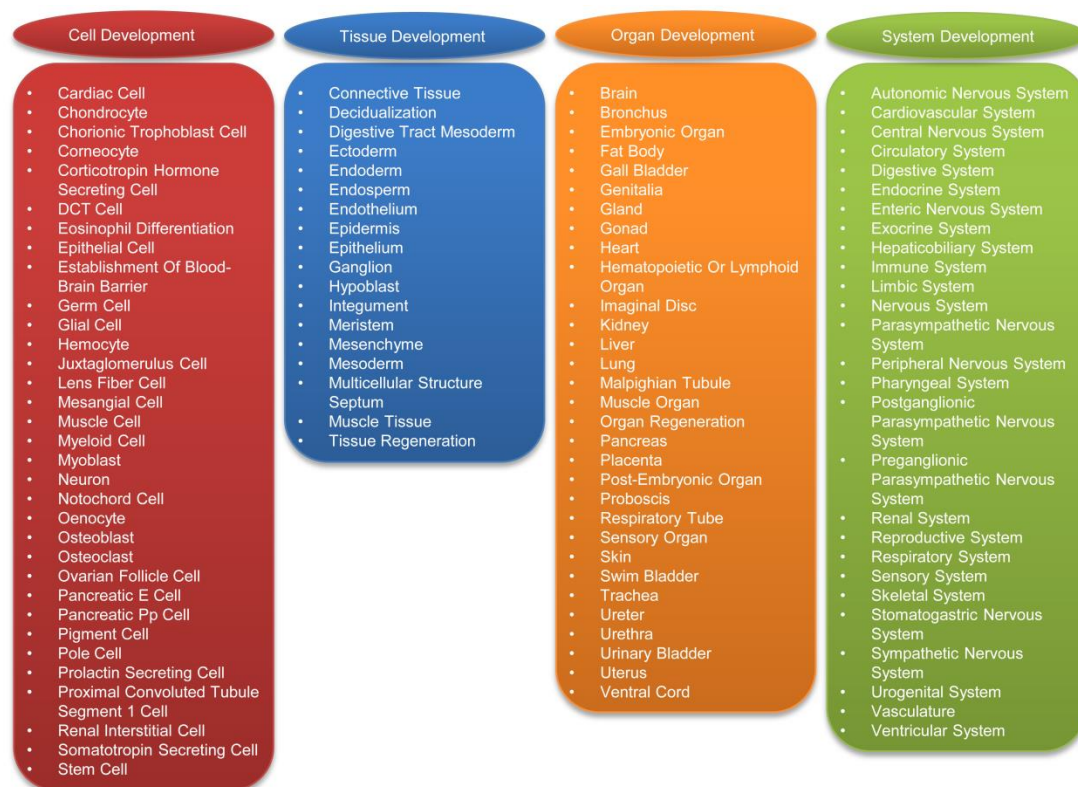 Cell Development
• Cardiac Cell
• Chondrocyte
• Chorionic Trophoblast Cell
• Corneocyte
• Corticotropin Hormone
Secreting Cell
• DCT Cell
• Eosinophil Differentiation
• Epithelial Cell
• Establishment Of Blood-
Brain Barrier
• Germ Cell
• Glial Cell
• Hemocyte
• Juxtaglomerulus Cell
• Lens Fiber Cell
• Mesangial Cell
• Muscle Cell
• Myeloid Cell
• Myoblast
• Neuron
• Notochord Cell
• Oenocyte
• Osteoblast
• Osteoclast
• Ovarian Follicle Cell
• Pancreatic E Cell
• Pancreatic Pp Cell
• Pigment Cell
• Pole Cell
• Prolactin Secreting Cell
• Proximal Convoluted Tubule
Segment 1 Cell
• Renal Interstitial Cell
• Somatotropin Secreting Cell
• Stem Cell
Tissue Development
• Connective Tissue
• Decidualization
• Digestive Tract Mesoderm
• Ectoderm
• Endoderm
• Endosperm
• Endothelium
• Epidermis
• Epithelium
• Ganglion
• Hypoblast
• Integument
• Meristem
• Mesenchyme
• Mesoderm
• Multicellular Structure
Septum
• Muscle Tissue
• Tissue Regeneration
Organ Development
• Brain
• Bronchus
• Embryonic Organ
• Fat Body
• Gall Bladder
• Genitalia
• Gland
• Gonad
• Heart
• Hematopoietic Or Lymphoid
Organ
• Imaginal Disc
• Kidney
• Liver
• Lung
• Malpighian Tubule
• Muscle Organ
• Organ Regeneration
• Pancreas
• Placenta
• Post-Embryonic Organ
• Proboscis
• Respiratory Tube
• Sensory Organ
• Skin
• Swim Bladder
• Trachea
• Ureter
• Urethra
• Urinary Bladder
• Uterus
• Ventral Cord
System Development
• Autonomic Nervous System
• Cardiovascular System
• Central Nervous System
• Circulatory System
• Digestive System
• Endocrine System
• Enteric Nervous System
• Exocrine System
• Hepaticobiliary System
• Immune System
• Limbic System
• Nervous System
• Parasympathetic Nervous
System
• Peripheral Nervous System
• Pharyngeal System
• Postganglionic
Parasympathetic Nervous
System
• Preganglionic
Parasympathetic Nervous
System
• Renal System
• Reproductive System
• Respiratory System
• Sensory System
• Skeletal System
• Stomatogastric Nervous
System
• Sympathetic Nervous
System
• Urogenital System
• Vasculature
• Ventricular System